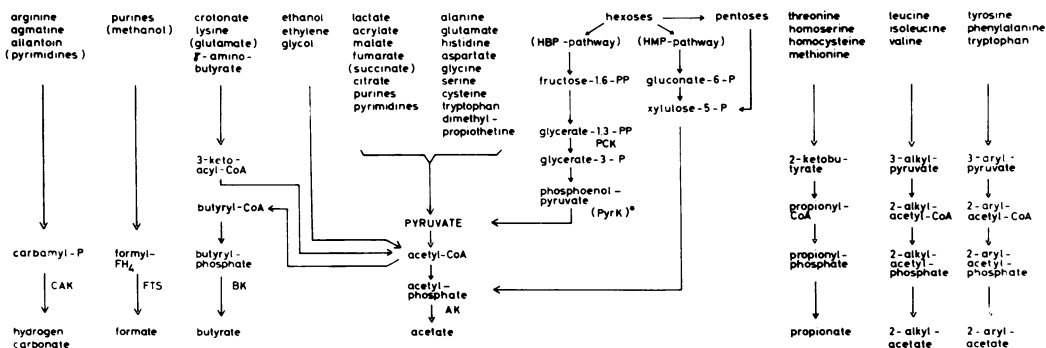 arginine
agmatine
allantoin
(pyrimidines)
carbamyl-P
CAK
hydrogen
carbonate
purines
(methanol)
formyl-
FH4
FTS
formate
crotonate
lysine
(glutamate)
γ-amino-
butyrate
3-keto-
acyl-CoA
butyryl-CoA
butyryl-
phosphate
BK
butyrate
ethanol
ethylene
glycol
lactate
acrylate
malate
fumarate
(succinate)
citrate
purines
pyrimidines
alanine
glutamate
histidine
aspartate
glycine
serine
cysteine
tryptophan
dimethyl-
propiothetine
PYRUVATE
acetyl-CoA
acetyl-
phosphate
AK
acetate
hexoses
pentoses
(HBP-pathway)
(HMP-pathway)
fructose-1.6-PP
gluconate-6-P
xylulose-5-P
glycerate-1.3-PP
PCK
glycerate-3-P
phosphoenol-
pyruvate
(PyrK)*
threonine
homoserine
homocysteine
methionine
2-ketobu-
tyrate
propionyl-
CoA
propionyl-
phosphate
propionate
leucine
isoleucine
valine
3-alkyl-
pyruvate
2-alkyl-
acetyl-CoA
2-alkyl-
acetyl-
phosphate
2-alkyl-
acetate
tyrosine
phenylalanine
tryptophan
3-aryl-
pyruvate
2-aryl-
acetyl-CoA
2-aryl-
acetyl-
phosphate
2-aryl-
acetate